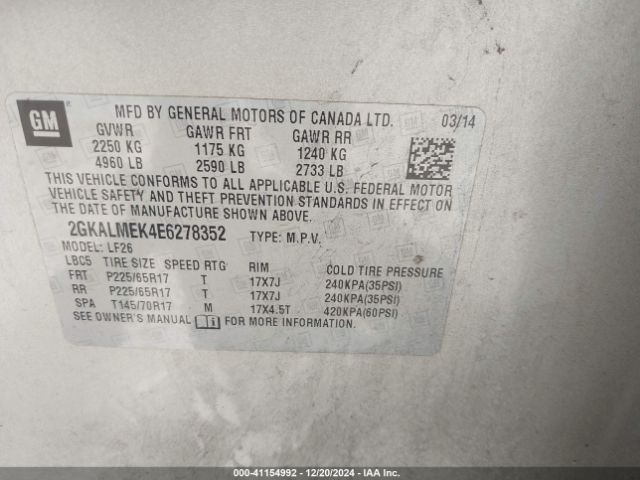 GM
MFD BY GENERAL MOTORS OF CANADA LTD. 03/14
GVWR GAWR FRT GAWR RR
2250 KG 1175 KG 1240 KG
4960 LB 2590 LB 2733 LB
THIS VEHICLE CONFORMS TO ALL APPLICABLE U.S. FEDERAL MOTOR
VEHICLE SAFETY AND THEFT PREVENTION STANDARDS IN EFFECT ON
THE DATE OF MANUFACTURE SHOWN ABOVE.
2GKALMEK4E6278352 TYPE: M.P.V.
MODEL: LF26
LBC5 TIRE SIZE SPEED RTG RIM COLD TIRE PRESSURE
FRT P225/65R17 T 17X7J 240KPA(35PSI)
RR P225/65R17 T 17X7J 240KPA(35PSI)
SPA T145/70R17 M 17X4.5T 420KPA(60PSI)
SEE OWNER'S MANUAL FOR MORE INFORMATION.
000-41154992 - 12/20/2024 - IAA Inc.